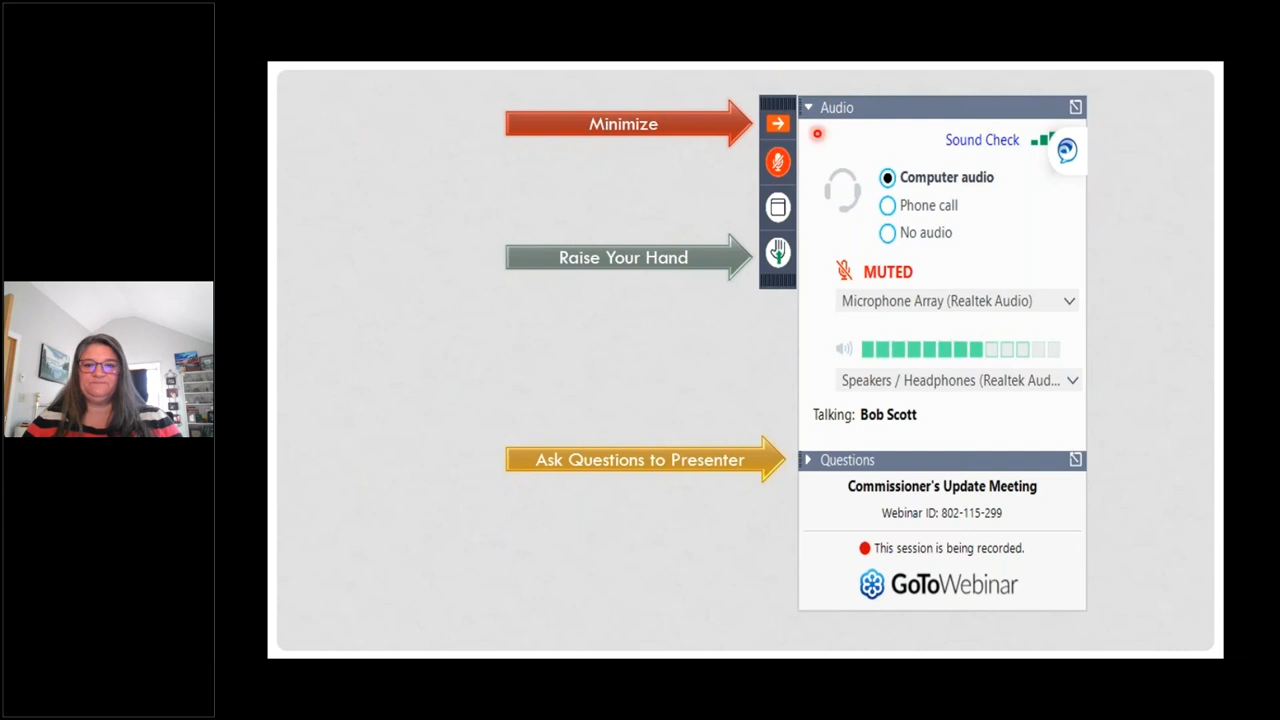 Minimize
Raise Your Hand
Ask Questions to Presenter
Audio
Sound Check
Computer audio
Phone call
No audio
MUTED
Microphone Array (Realtek Audio)
Speakers / Headphones (Realtek Aud...
Talking: Bob Scott
Questions
Commissioner's Update Meeting
Webinar ID: 802-115-299
This session is being recorded.
GoToWebinar